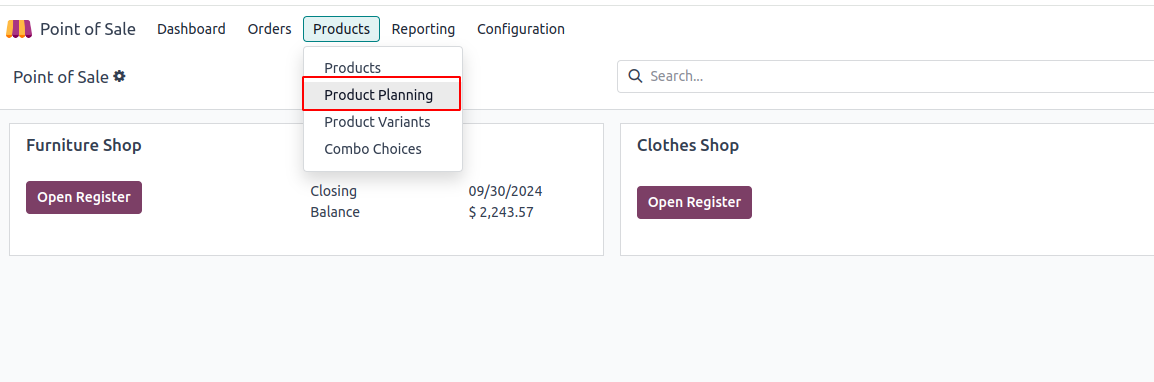 Point of Sale Dashboard Orders Products Reporting Configuration
Point of Sale
Search...
Products
Product Planning
Product Variants
Combo Choices
Furniture Shop
Open Register
Closing 09/30/2024
Balance $ 2,243.57
Clothes Shop
Open Register